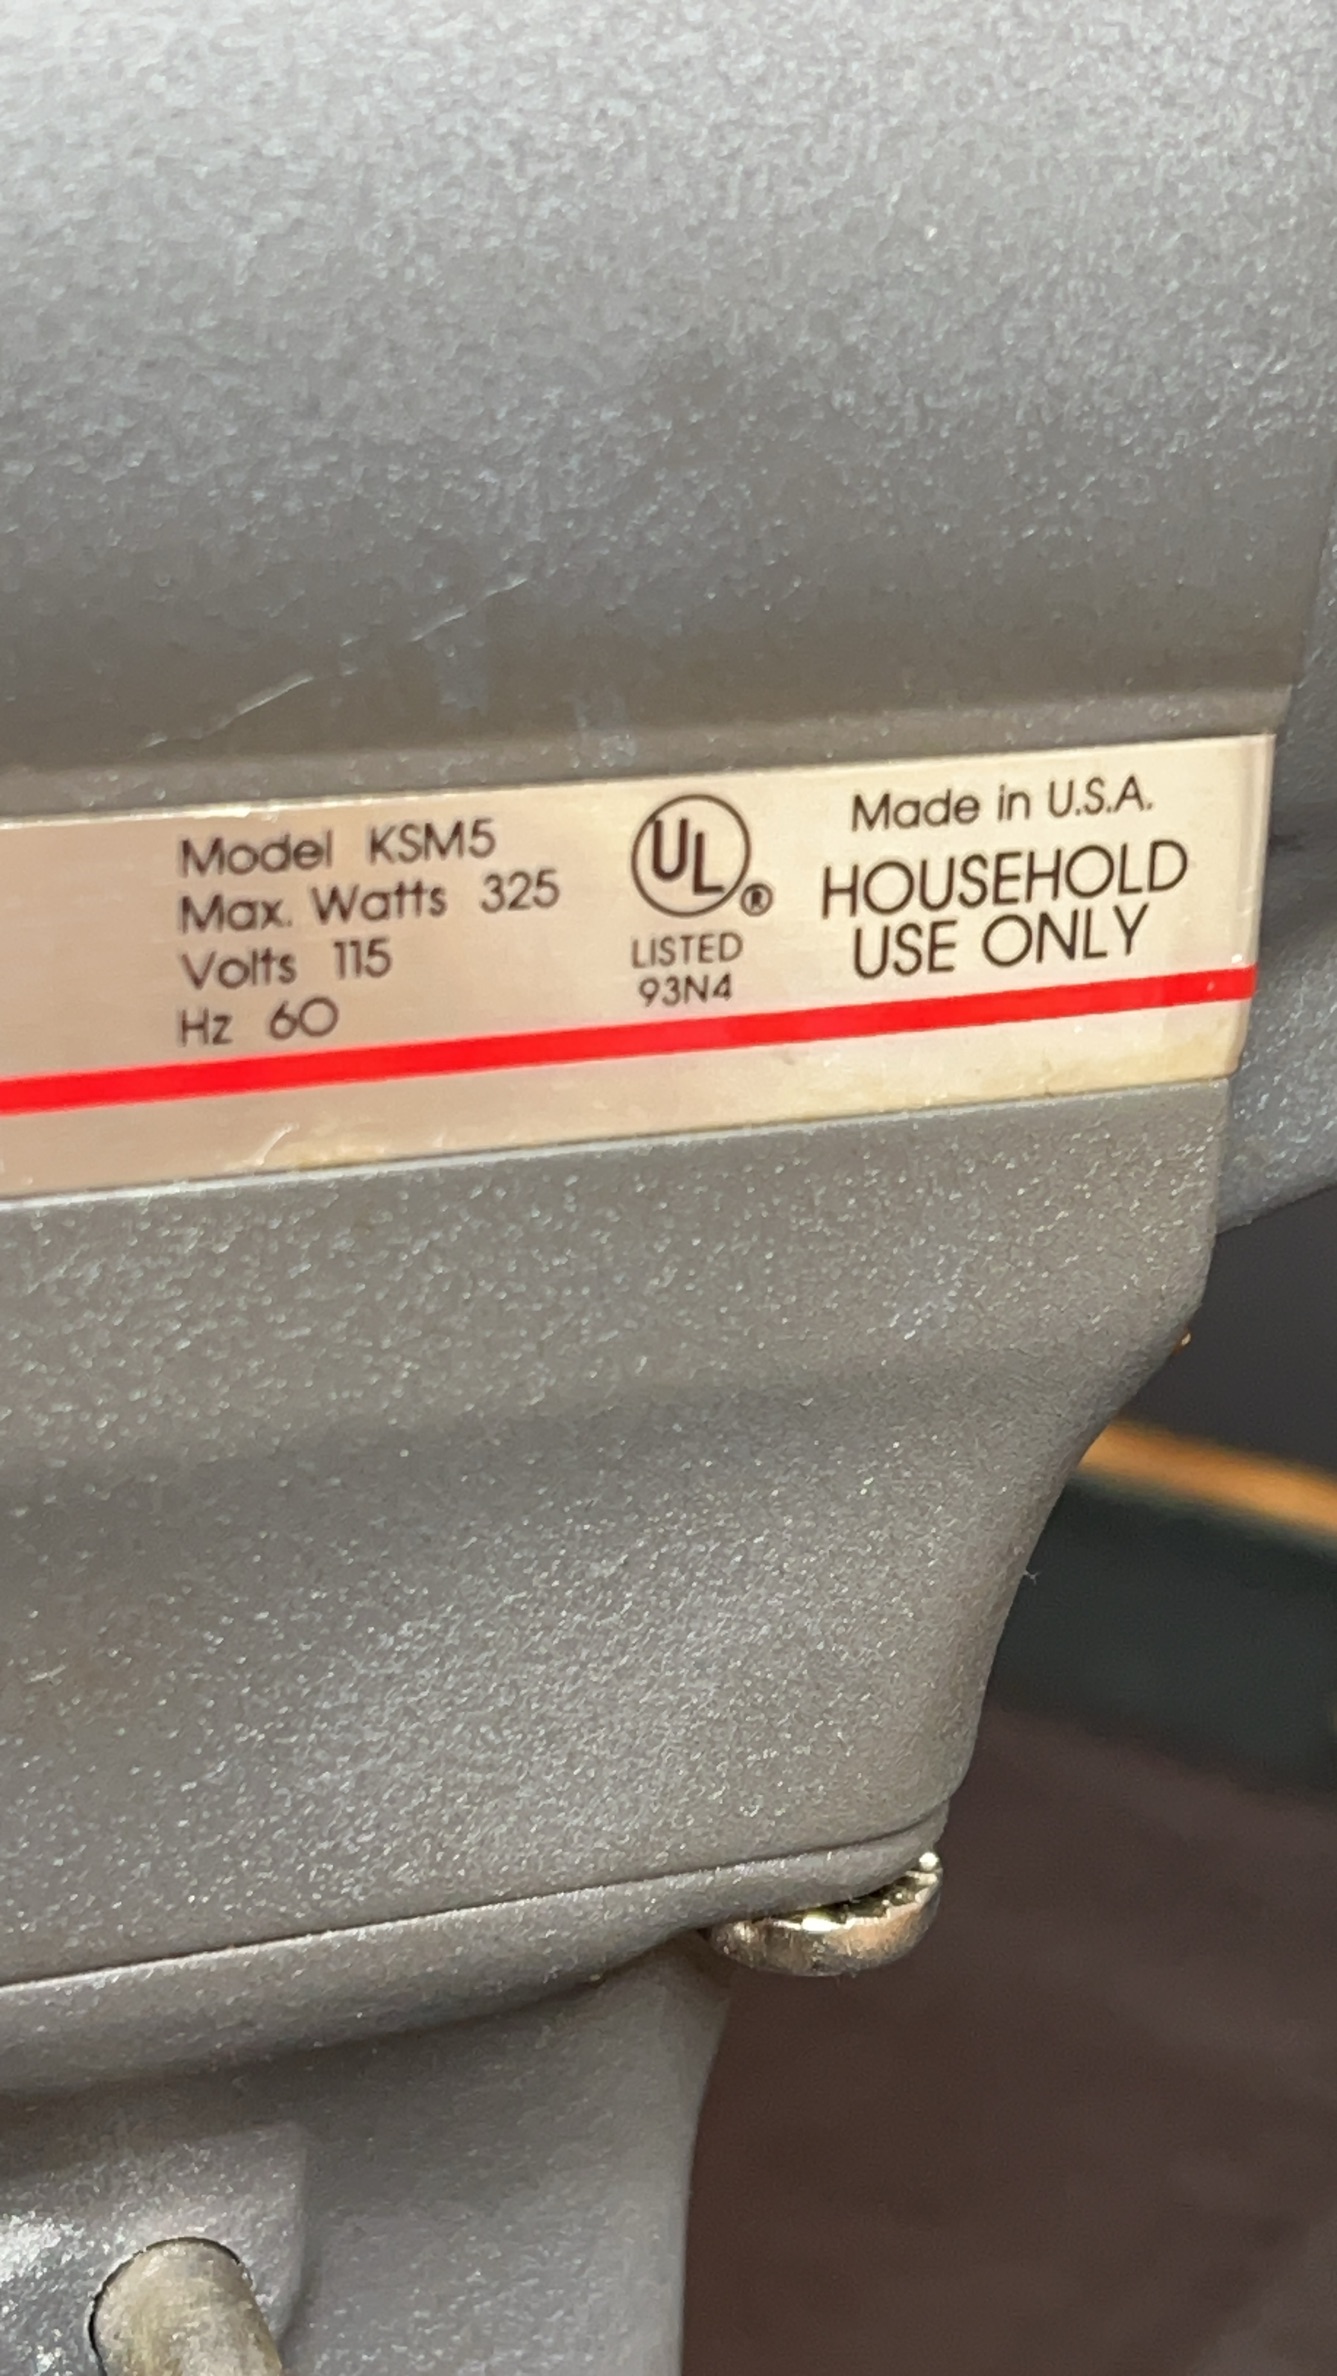 Model KSM5
Max. Watts 325
Volts 115
Hz 60
UL®
LISTED
93N4
Made in U.S.A.
HOUSEHOLD
USE ONLY